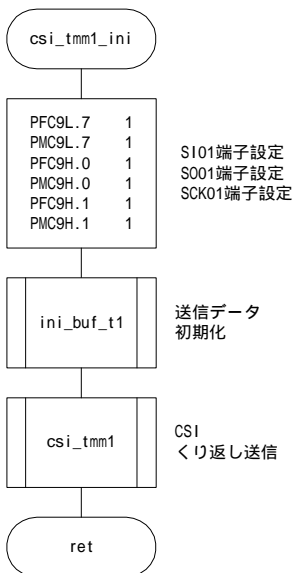 csi_tmm1_ini
PFC9L.7 1
PMC9L.7 1
PFC9H.0 1
PMC9H.0 1
PFC9H.1 1
PMC9H.1 1
SI01端子設定
SO01端子設定
SCK01端子設定
ini_buf_t1
送信データ
初期化
csi_tmm1
CSI
くり返し送信
ret